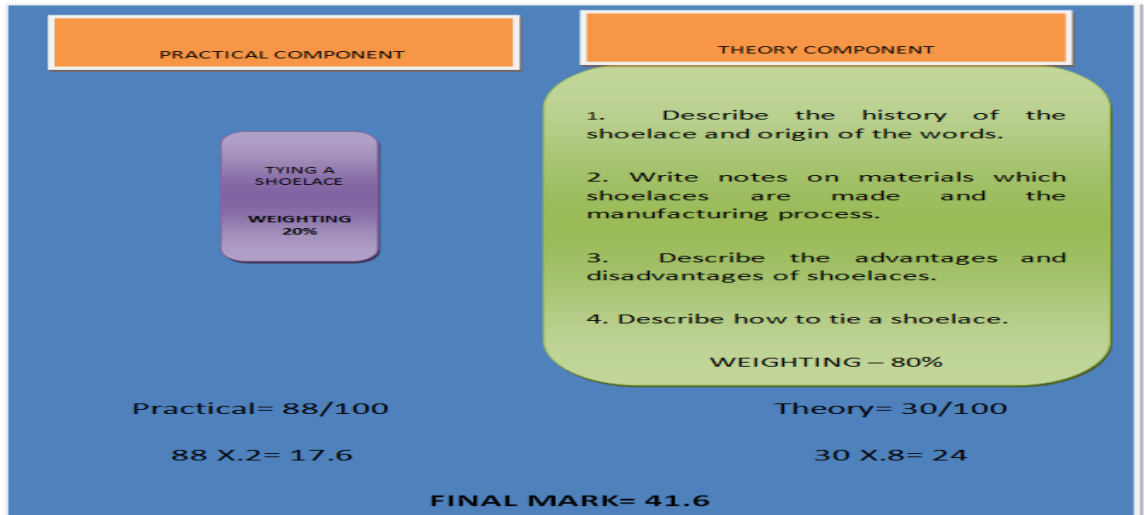 PRACTICAL COMPONENT
TYING A
SHOELACE
WEIGHTING
20%
THEORY COMPONENT
1. Describe the history of the
shoelace and origin of the words.
2. Write notes on materials which
shoelaces are made and the
manufacturing process.
3. Describe the advantages and
disadvantages of shoelaces.
4. Describe how to tie a shoelace.
WEIGHTING – 80%
Practical= 88/100
88 X.2= 17.6
Theory= 30/100
30 X.8= 24
FINAL MARK= 41.6